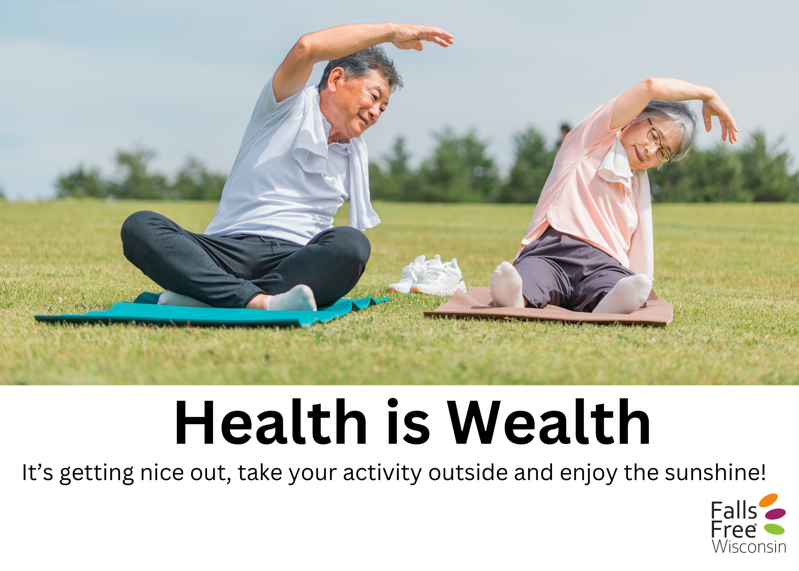 Health is Wealth
It’s getting nice out, take your activity outside and enjoy the sunshine!
Falls
Free®
Wisconsin